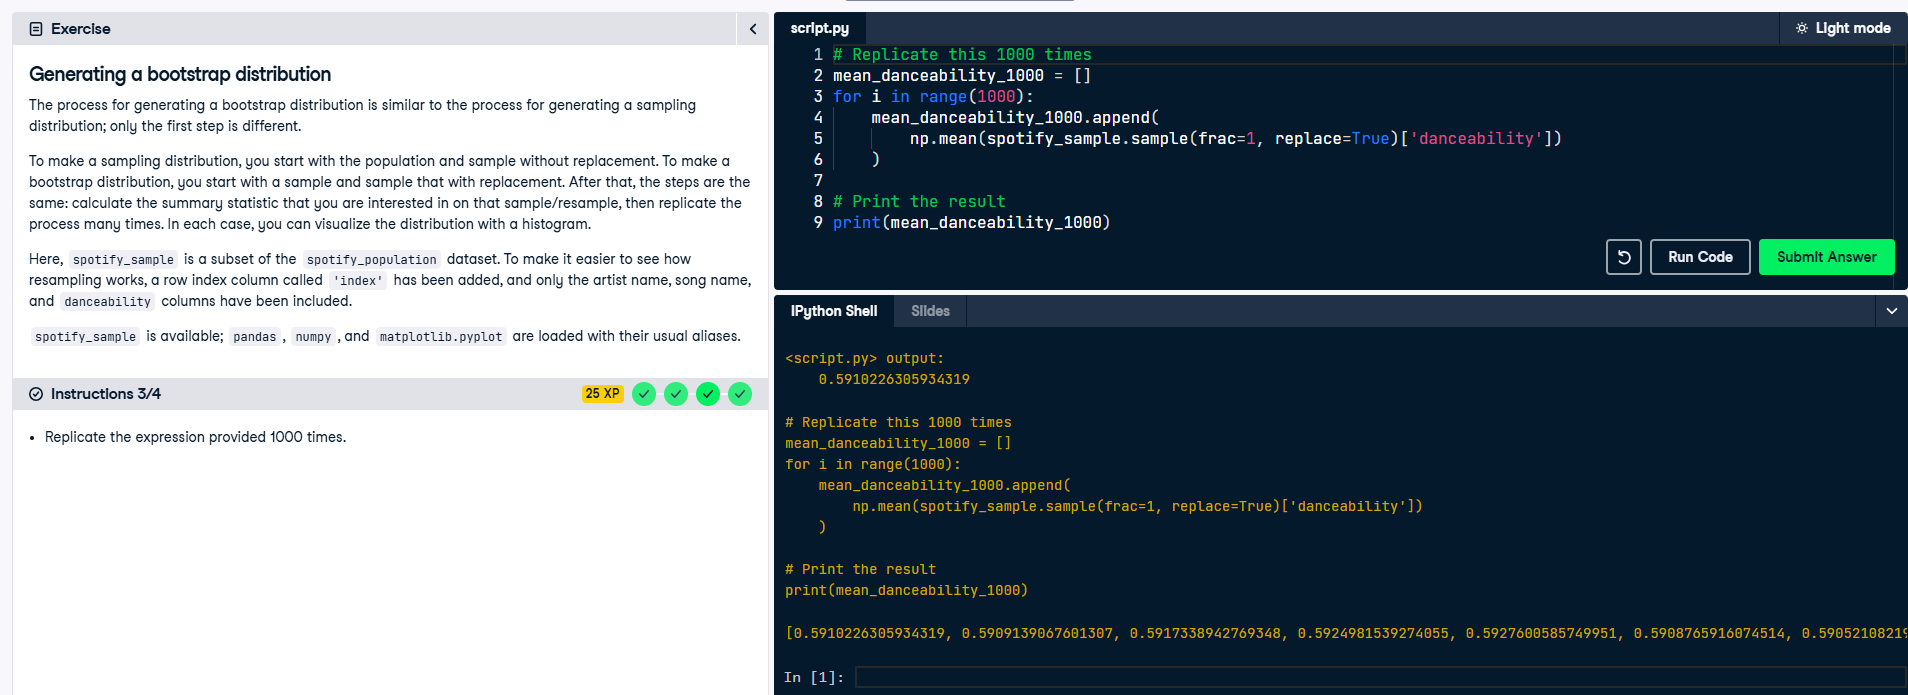 Exercise
Generating a bootstrap distribution
The process for generating a bootstrap distribution is similar to the process for generating a sampling
distribution; only the first step is different.
To make a sampling distribution, you start with the population and sample without replacement. To make a
bootstrap distribution, you start with a sample and sample that with replacement. After that, the steps are the
same: calculate the summary statistic that you are interested in on that sample/resample, then replicate the
process many times. In each case, you can visualize the distribution with a histogram.
Here, spotify_sample is a subset of the spotify_population dataset. To make it easier to see how
resampling works, a row index column called 'index' has been added, and only the artist name, song name,
and danceability columns have been included.
spotify_sample is available; pandas, numpy, and matplotlib.pyplot are loaded with their usual aliases.
Instructions 3/4
25 XP
Replicate the expression provided 1000 times.
script.py
Light mode
1 # Replicate this 1000 times
2 mean_danceability_1000 = []
3 for i in range(1000):
4     mean_danceability_1000.append(
5         np.mean(spotify_sample.sample(frac=1, replace=True)['danceability'])
6     )
7
8 # Print the result
9 print(mean_danceability_1000)
Run Code
Submit Answer
IPython Shell
Slides
<script.py> output:
    0.5910226305934319
# Replicate this 1000 times
mean_danceability_1000 = []
for i in range(1000):
    mean_danceability_1000.append(
        np.mean(spotify_sample.sample(frac=1, replace=True)['danceability'])
    )
# Print the result
print(mean_danceability_1000)
[0.5910226305934319, 0.5909139067601307, 0.5917338942769348, 0.5924981539274055, 0.5927600585749951, 0.5908765916074514,
In [1]: